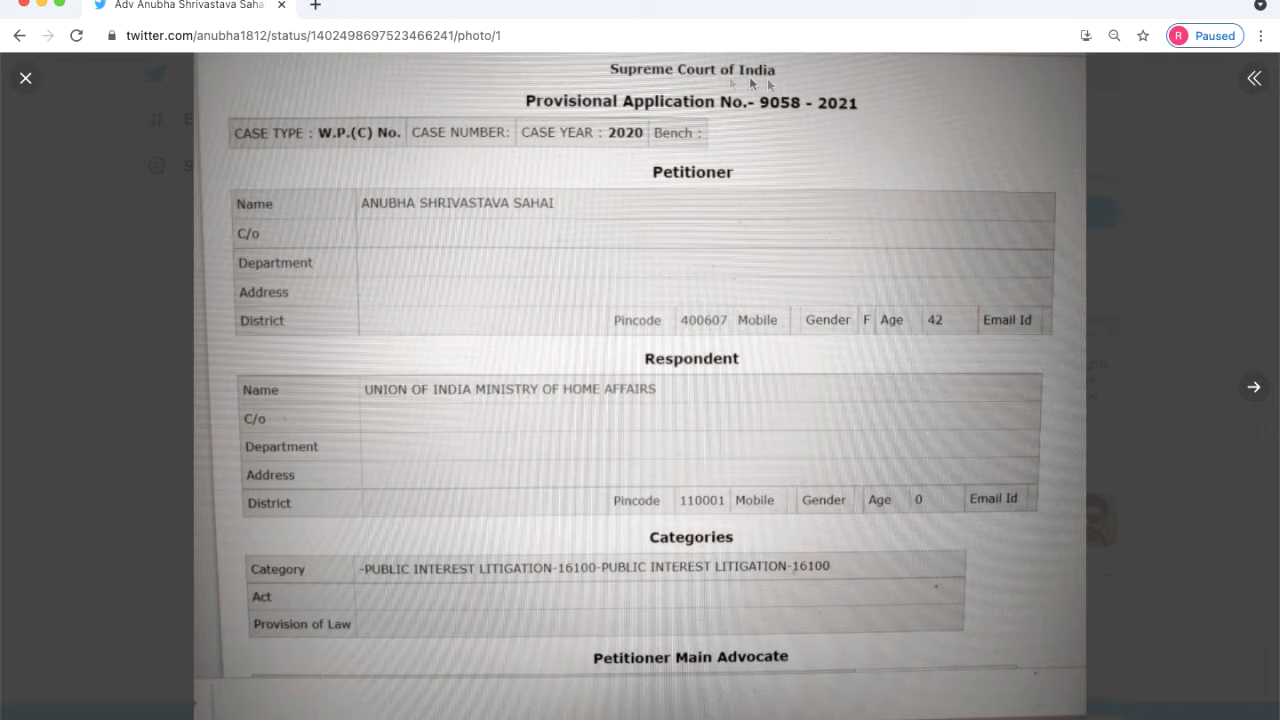 Adv Anubha Shrivastava Saha
twitter.com/anubha1812/status/1402498697523466241/photo/1
R Paused
Supreme Court of India
Provisional Application No.- 9058 - 2021
CASE TYPE : W.P.(C) No. CASE NUMBER: CASE YEAR : 2020 Bench :
Petitioner
Name ANUBHA SHRIVASTAVA SAHAI
C/o
Department
Address
District Pincode 400607 Mobile Gender F Age 42 Email Id
Respondent
Name UNION OF INDIA MINISTRY OF HOME AFFAIRS
C/o
Department
Address
District Pincode 110001 Mobile Gender Age 0 Email Id
Categories
Category -PUBLIC INTEREST LITIGATION-16100-PUBLIC INTEREST LITIGATION-16100
Act
Provision of Law
Petitioner Main Advocate